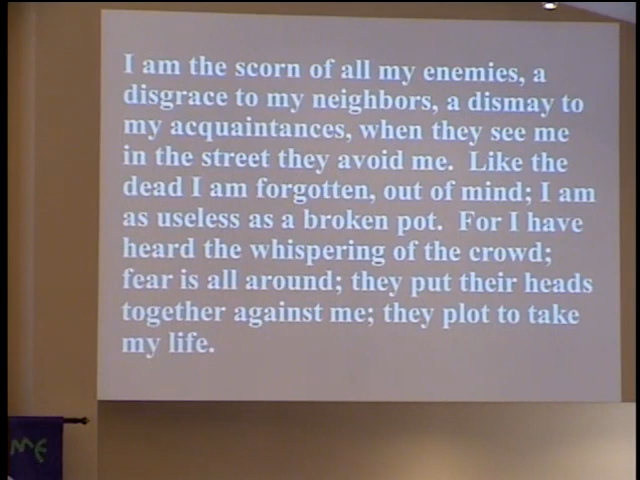 I am the scorn of all my enemies, a
disgrace to my neighbors, a dismay to
my acquaintances, when they see me
in the street they avoid me.  Like the
dead I am forgotten, out of mind; I am
as useless as a broken pot.  For I have
heard the whispering of the crowd;
fear is all around; they put their heads
together against me; they plot to take
my life.
ME